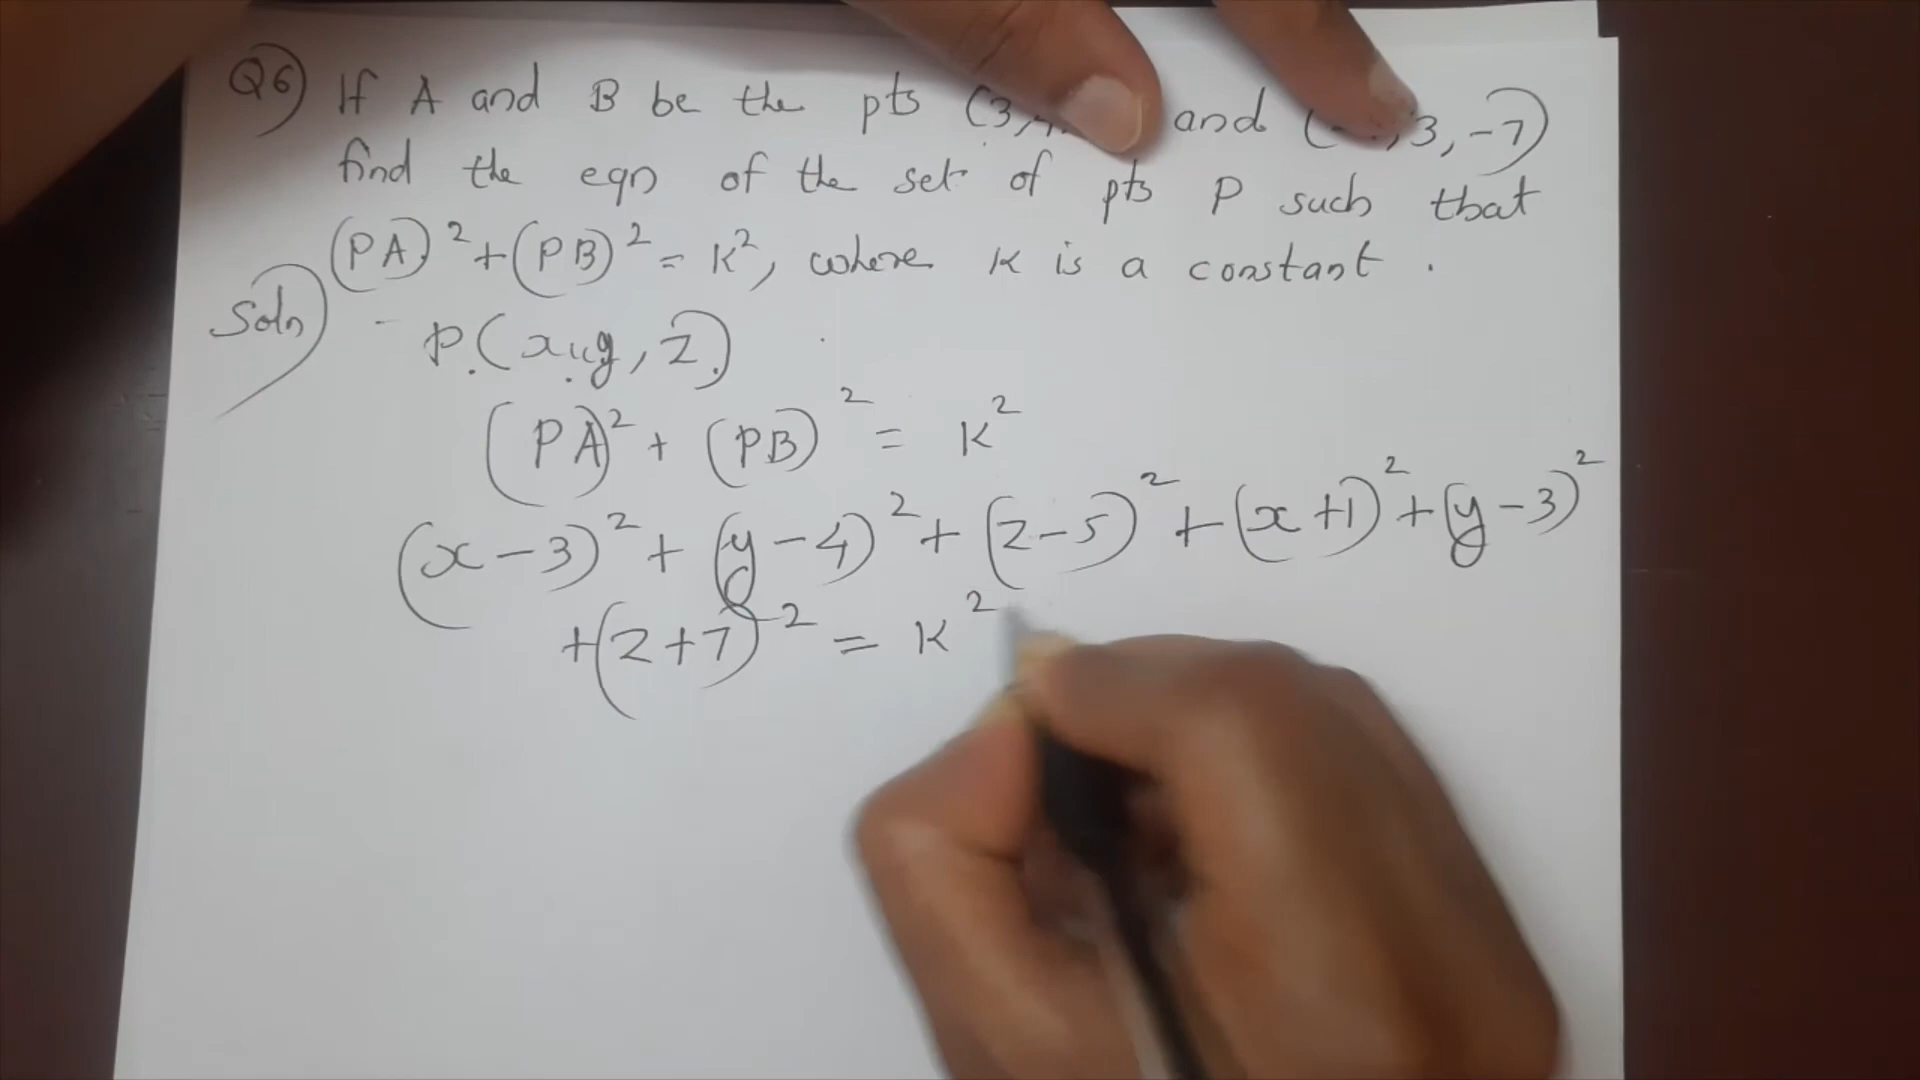 Q6) If A and B be the pts (3,4 and ( ,3,-7)
find the eqn of the set of pts P such that
(PA)² + (PB)² = K², where K is a constant.
Soln) - P(x, y, z)
(PA)² + (PB)² = K²
(x-3)² + (y-4)² + (z-5)² + (x+1)² + (y-3)²
+(z+7)² = K²